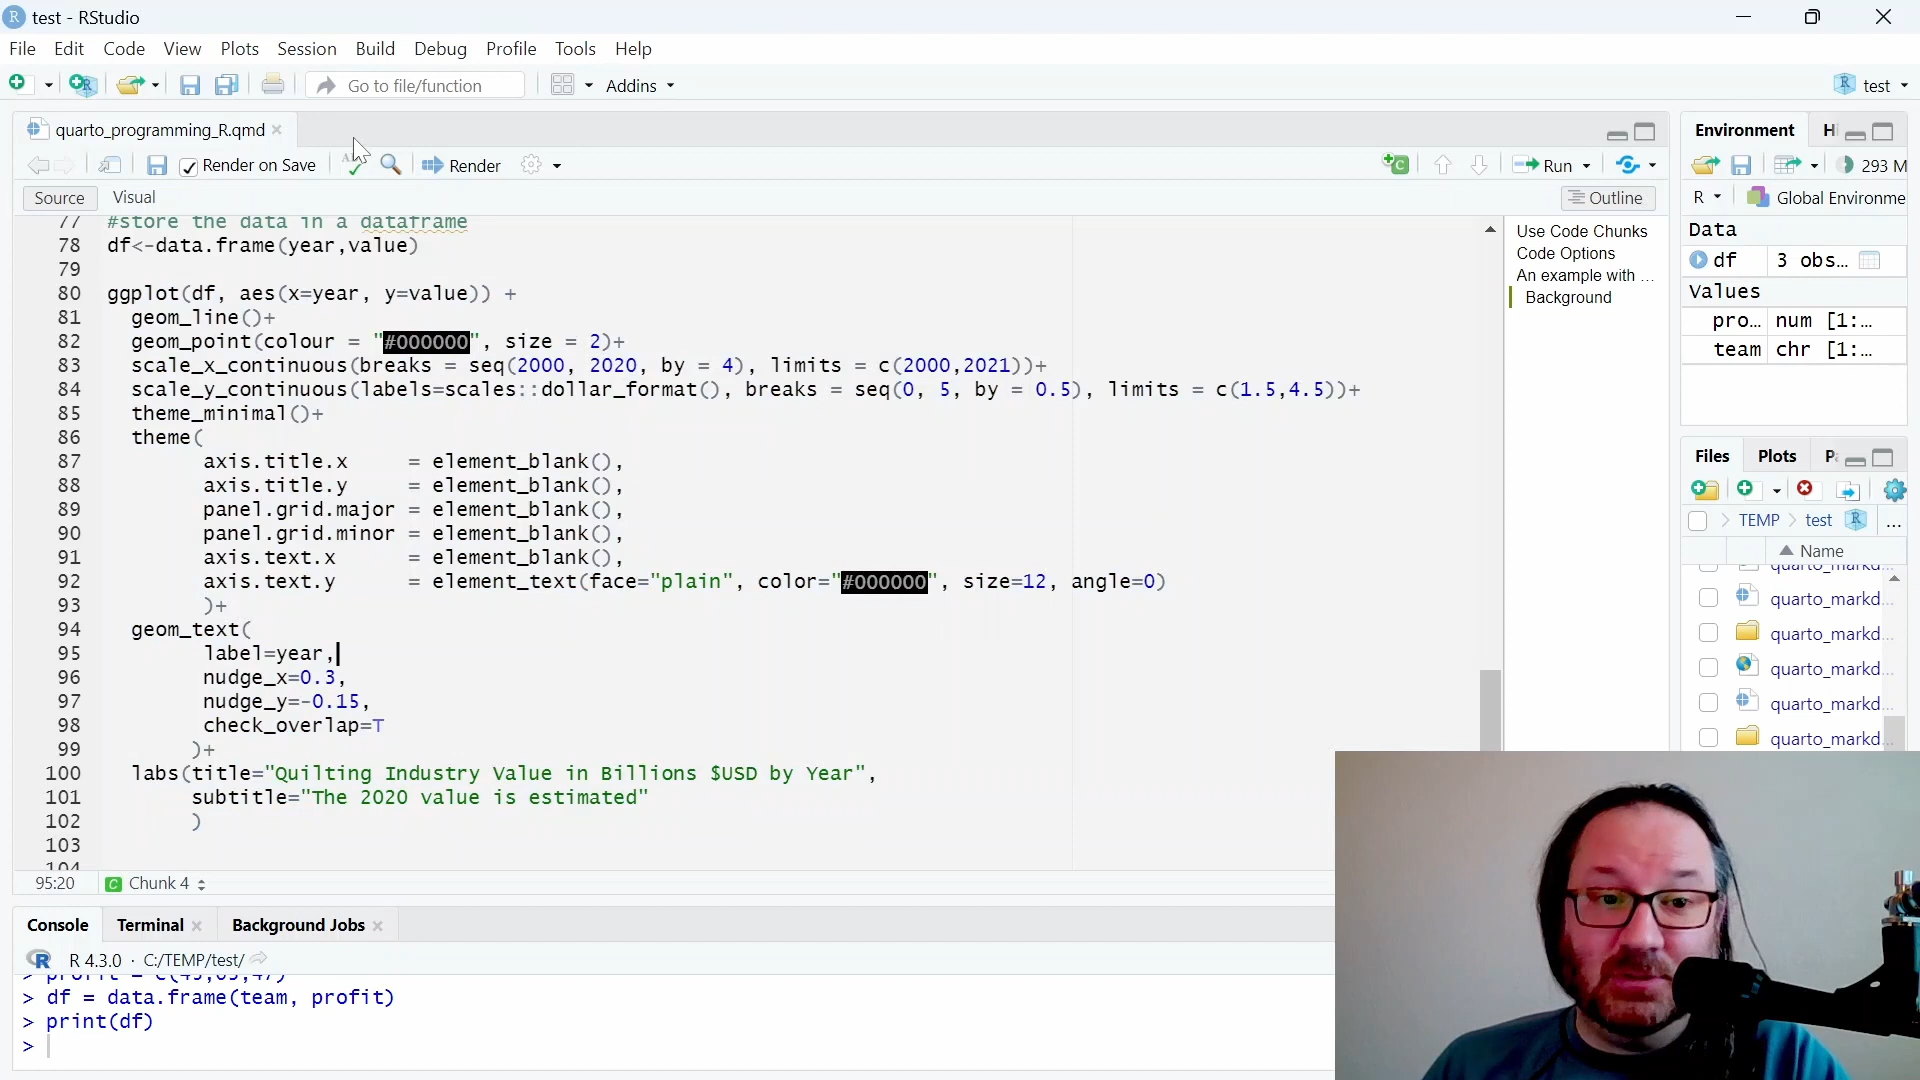 test - RStudio
File Edit Code View Plots Session Build Debug Profile Tools Help
Go to file/function Addins test
quarto_programming_R.qmd
Render on Save Render Run
Source Visual Outline
77 #store the data in a dataframe
78 df<-data.frame(year,value)
79
80 ggplot(df, aes(x=year, y=value)) +
81 geom_line()+
82 geom_point(colour = "#000000", size = 2)+
83 scale_x_continuous(breaks = seq(2000, 2020, by = 4), limits = c(2000,2021))+
84 scale_y_continuous(labels=scales::dollar_format(), breaks = seq(0, 5, by = 0.5), limits = c(1.5,4.5))+
85 theme_minimal()+
86 theme(
87 axis.title.x = element_blank(),
88 axis.title.y = element_blank(),
89 panel.grid.major = element_blank(),
90 panel.grid.minor = element_blank(),
91 axis.text.x = element_blank(),
92 axis.text.y = element_text(face="plain", color="#000000", size=12, angle=0)
93 )+
94 geom_text(
95 label=year,
96 nudge_x=0.3,
97 nudge_y=-0.15,
98 check_overlap=T
99 )+
100 labs(title="Quilting Industry Value in Billions $USD by Year",
101 subtitle="The 2020 value is estimated"
102 )
103
104
95:20 Chunk 4
Use Code Chunks
Code Options
An example with ...
Background
Console Terminal Background Jobs
R 4.3.0 · C:/TEMP/test/
> df = data.frame(team, profit)
> print(df)
>
Environment
293 M
R Global Environme
Data
df 3 obs...
Values
pro... num [1:...
team chr [1:...
Files Plots P
TEMP test ...
Name
quarto_markd...
quarto_markd...
quarto_markd...
quarto_markd...
quarto_markd...